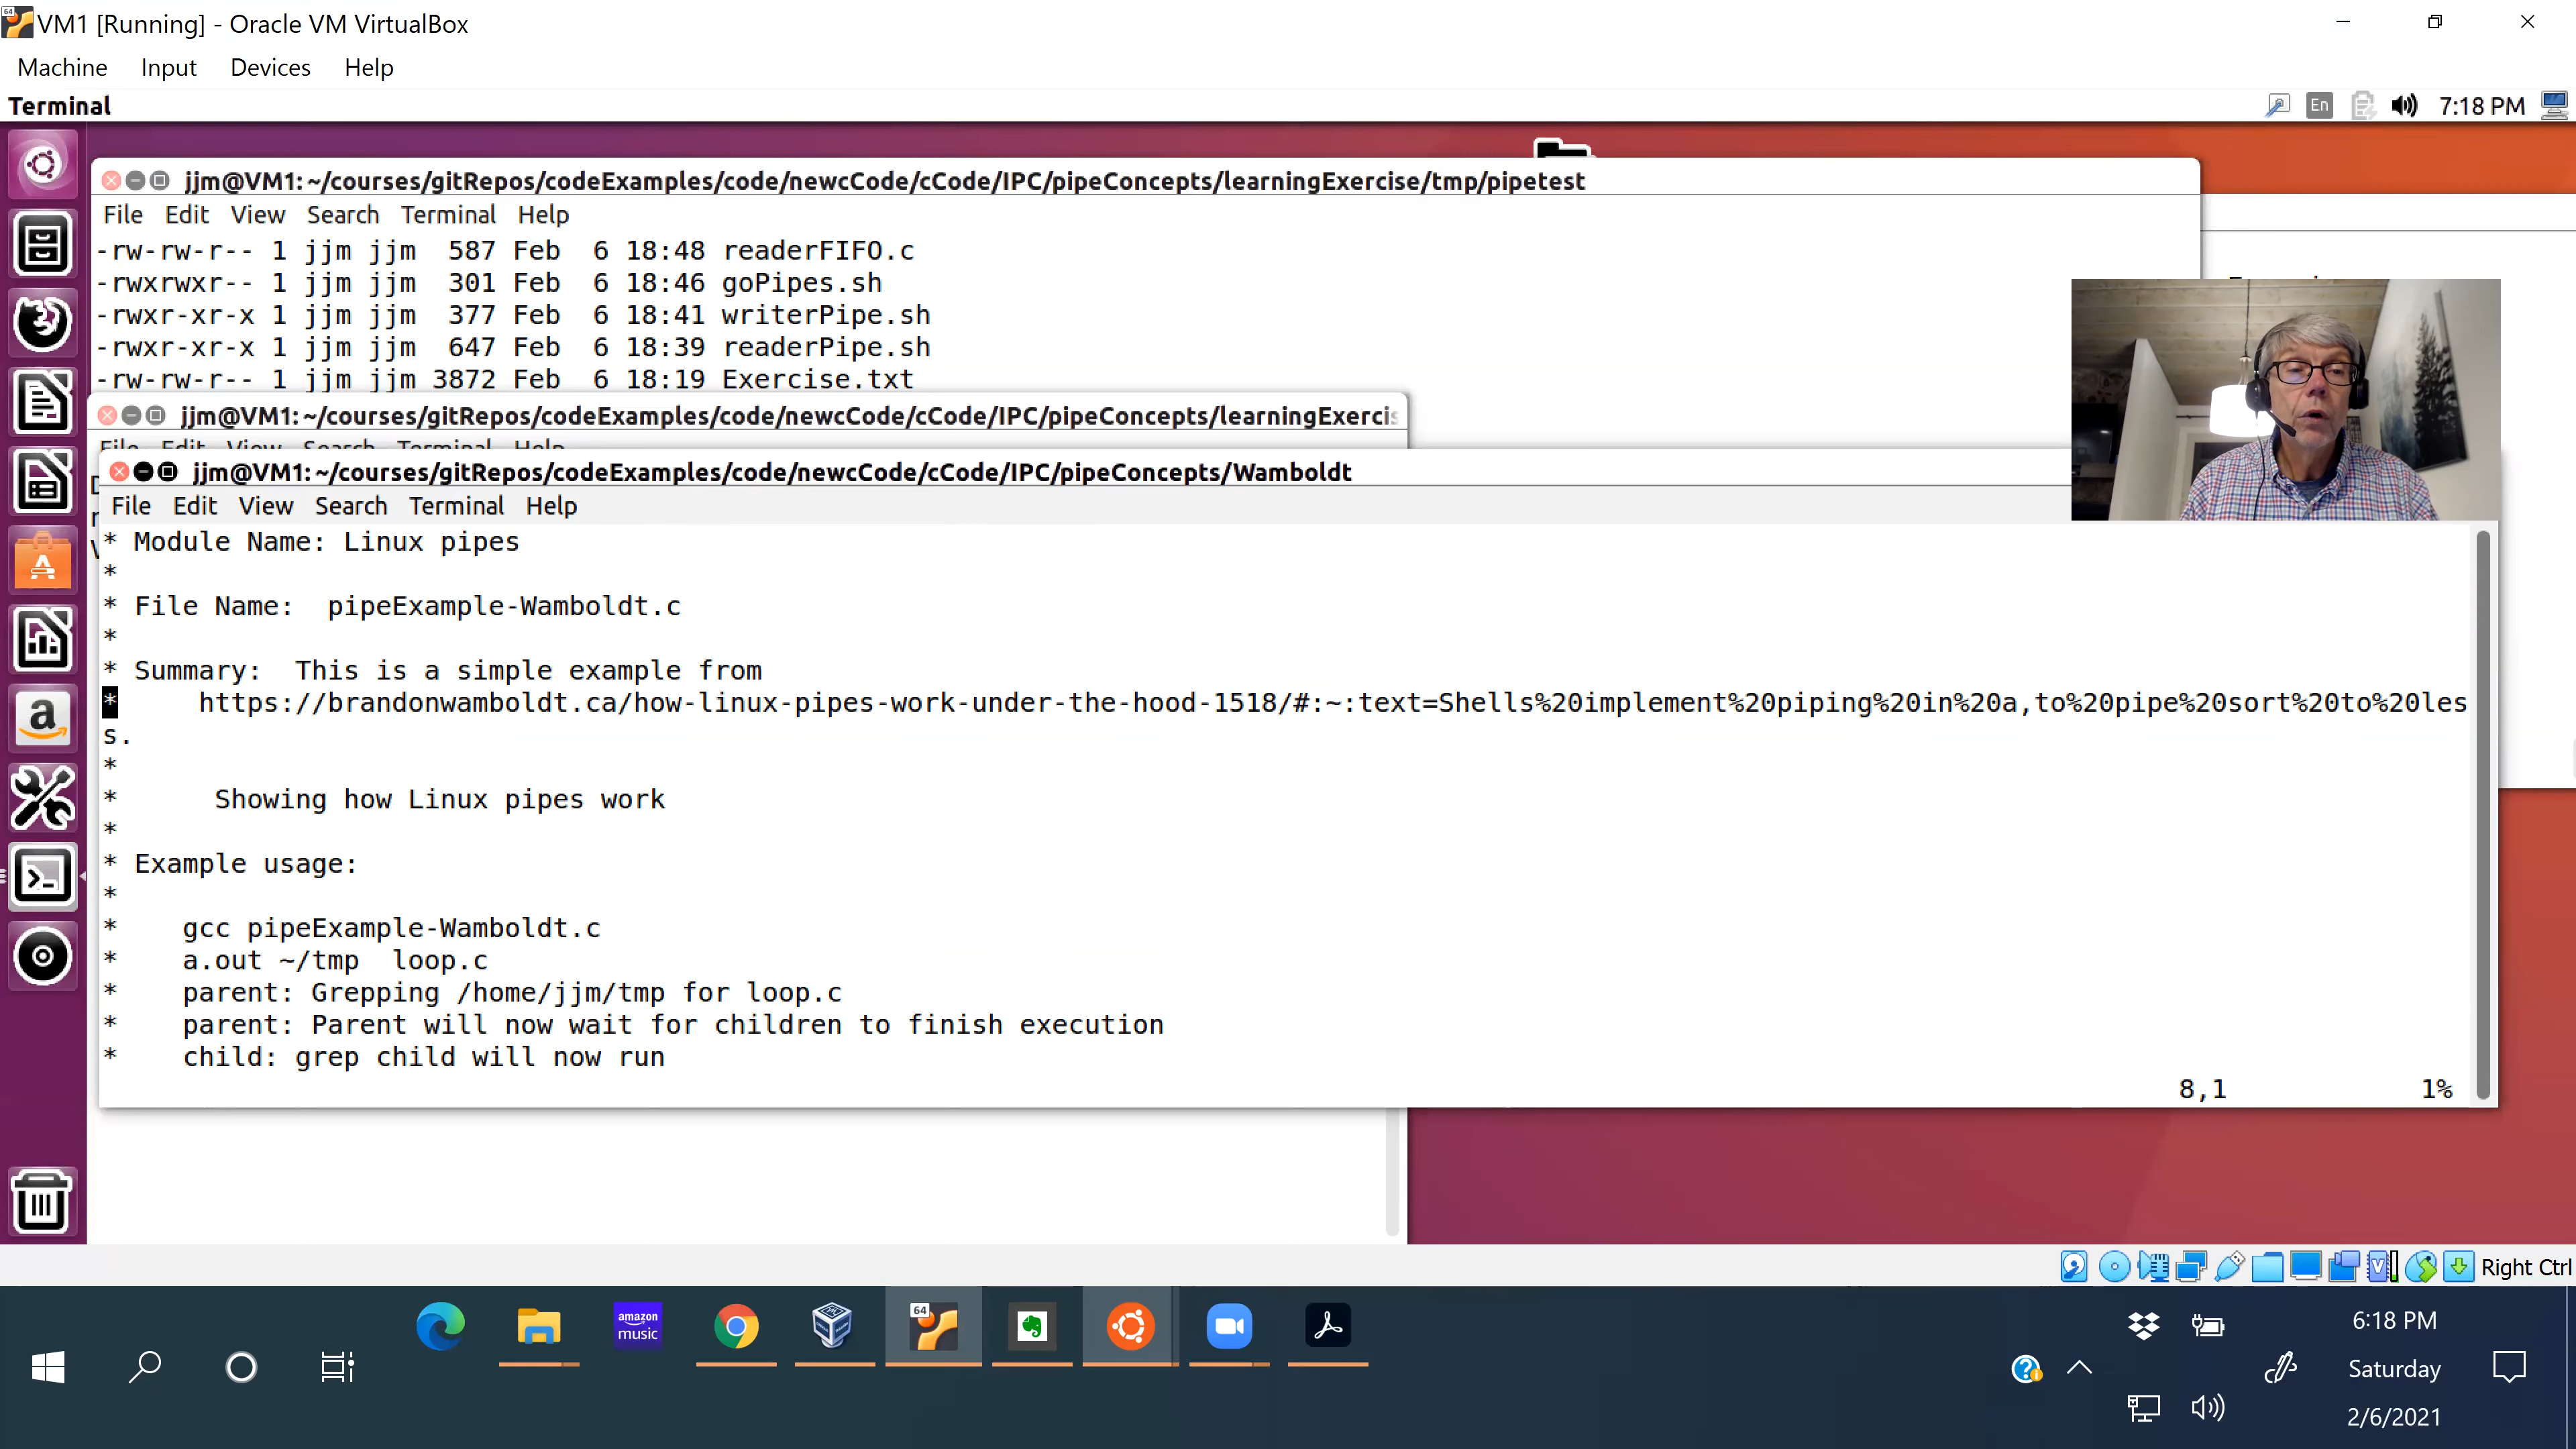 VM1 [Running] - Oracle VM VirtualBox
Machine Input Devices Help
Terminal
En 7:18 PM
jjm@VM1: ~/courses/gitRepos/codeExamples/code/newcCode/cCode/IPC/pipeConcepts/learningExercise/tmp/pipetest
File Edit View Search Terminal Help
-rw-rw-r-- 1 jjm jjm  587 Feb  6 18:48 readerFIFO.c
-rwxrwxr-- 1 jjm jjm  301 Feb  6 18:46 goPipes.sh
-rwxr-xr-x 1 jjm jjm  377 Feb  6 18:41 writerPipe.sh
-rwxr-xr-x 1 jjm jjm  647 Feb  6 18:39 readerPipe.sh
-rw-rw-r-- 1 jjm jjm 3872 Feb  6 18:19 Exercise.txt
jjm@VM1: ~/courses/gitRepos/codeExamples/code/newcCode/cCode/IPC/pipeConcepts/learningExercis
File Edit View Search Terminal Help
jjm@VM1: ~/courses/gitRepos/codeExamples/code/newcCode/cCode/IPC/pipeConcepts/Wamboldt
File Edit View Search Terminal Help
* Module Name: Linux pipes
*
* File Name:  pipeExample-Wamboldt.c
*
* Summary:  This is a simple example from
*     https://brandonwamboldt.ca/how-linux-pipes-work-under-the-hood-1518/#:~:text=Shells%20implement%20piping%20in%20a,to%20pipe%20sort%20to%20les
s.
*
*      Showing how Linux pipes work
*
* Example usage:
*
*    gcc pipeExample-Wamboldt.c
*    a.out ~/tmp  loop.c
*    parent: Grepping /home/jjm/tmp for loop.c
*    parent: Parent will now wait for children to finish execution
*    child: grep child will now run
8,1 1%
Right Ctrl
amazon
music
64
6:18 PM
Saturday
2/6/2021